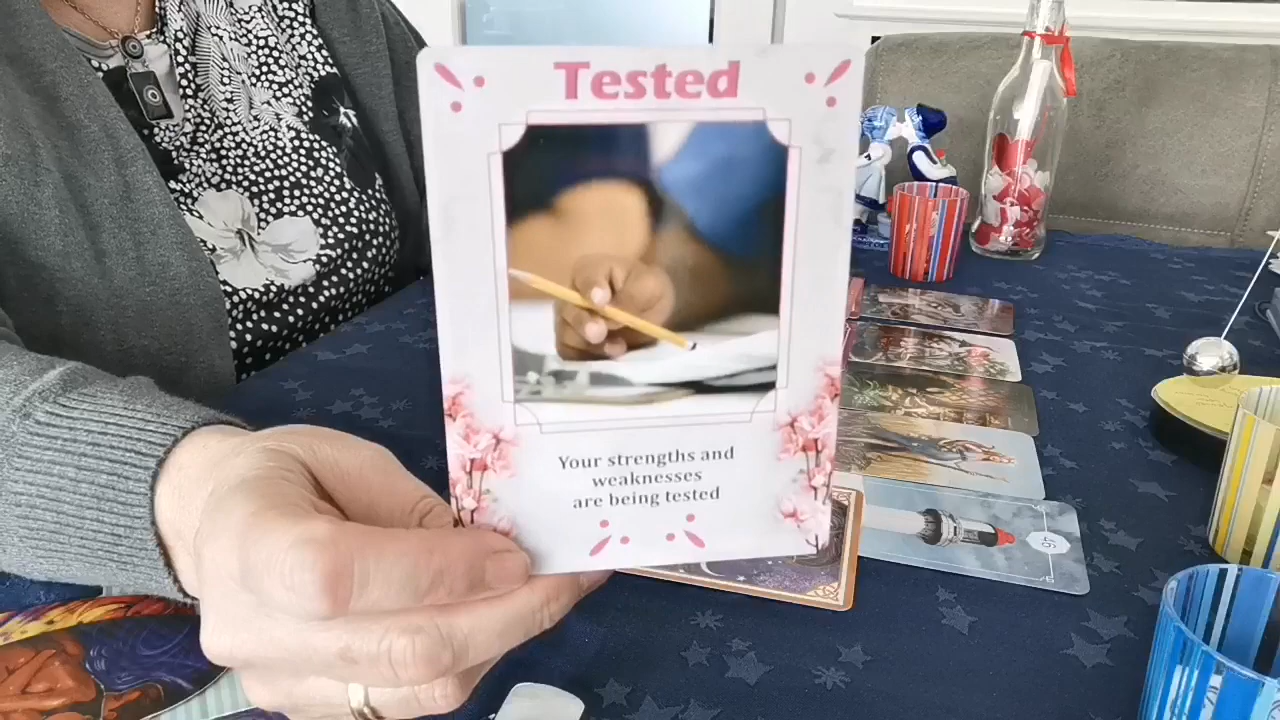 Tested
Your strengths and
weaknesses
are being tested